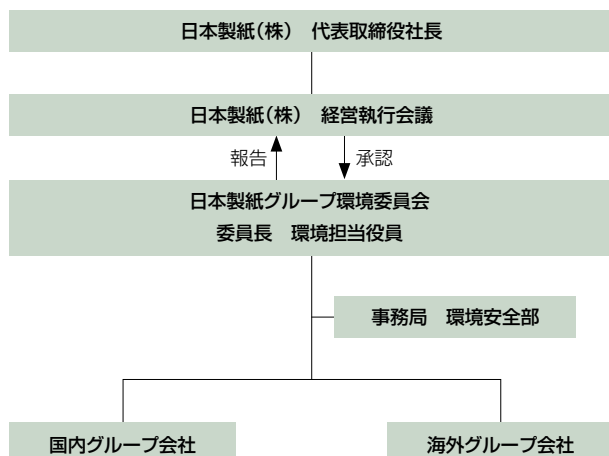 日本製紙(株) 代表取締役社長
日本製紙(株) 経営執行会議
報告
承認
日本製紙グループ環境委員会
委員長 環境担当役員
事務局 環境安全部
国内グループ会社
海外グループ会社